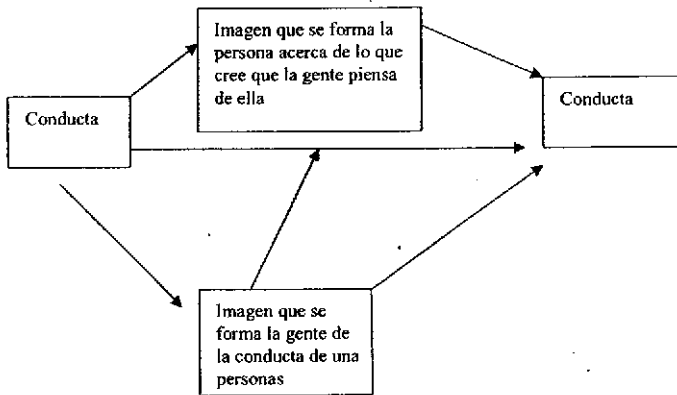 Imagen que se forma la
persona acerca de lo que
cree que la gente piensa
de ella
Conducta
Conducta
Imagen que se
forma la gente de
la conducta de una
personas